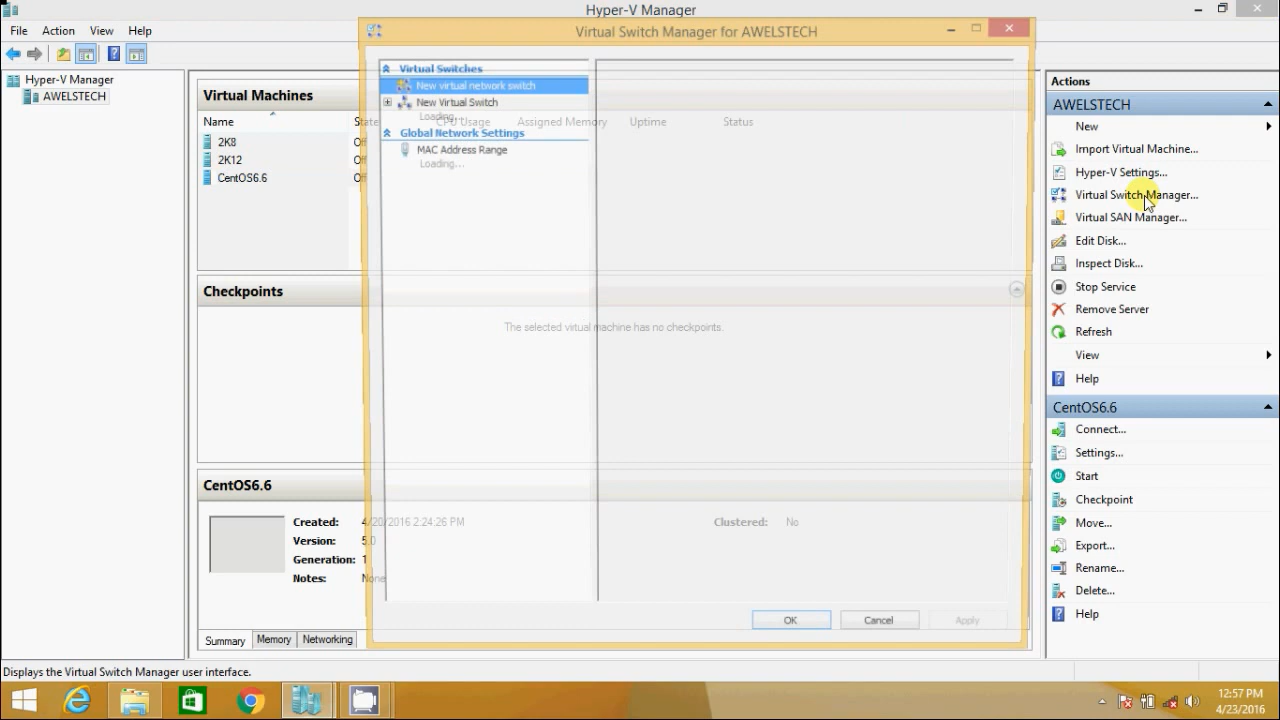 Hyper-V Manager
File Action View Help
Hyper-V Manager
AWELSTECH
Virtual Machines
Name State CPU Usage Assigned Memory Uptime Status
2K8 Off
2K12 Off
CentOS6.6 Off
Checkpoints
The selected virtual machine has no checkpoints.
CentOS6.6
Created: 4/20/2016 2:24:26 PM
Version: 5.0
Generation: 1
Notes: None
Clustered: No
Summary Memory Networking
Virtual Switch Manager for AWELSTECH
Virtual Switches
New virtual network switch
New Virtual Switch
Loading...
Global Network Settings
MAC Address Range
Loading...
OK Cancel Apply
Actions
AWELSTECH
New
Import Virtual Machine...
Hyper-V Settings...
Virtual Switch Manager...
Virtual SAN Manager...
Edit Disk...
Inspect Disk...
Stop Service
Remove Server
Refresh
View
Help
CentOS6.6
Connect...
Settings...
Start
Checkpoint
Move...
Export...
Rename...
Delete...
Help
Displays the Virtual Switch Manager user interface.
12:57 PM
4/23/2016